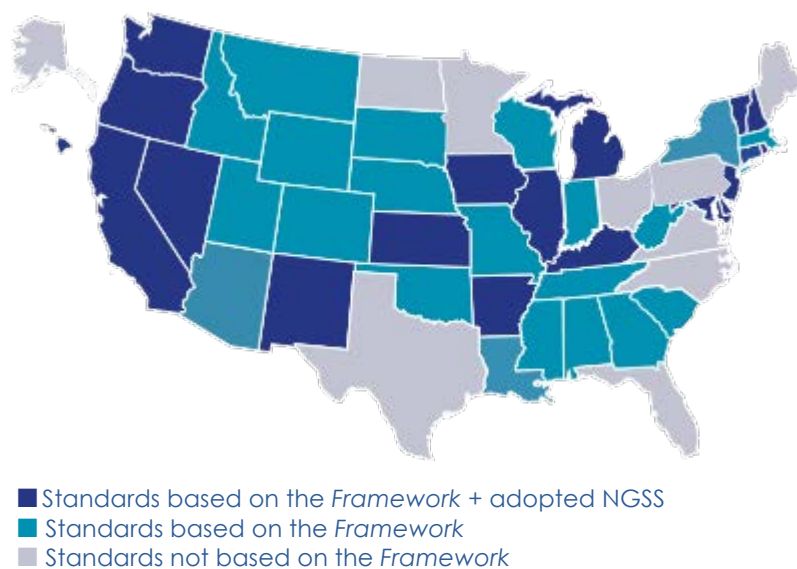 Standards based on the Framework + adopted NGSS
Standards based on the Framework
Standards not based on the Framework